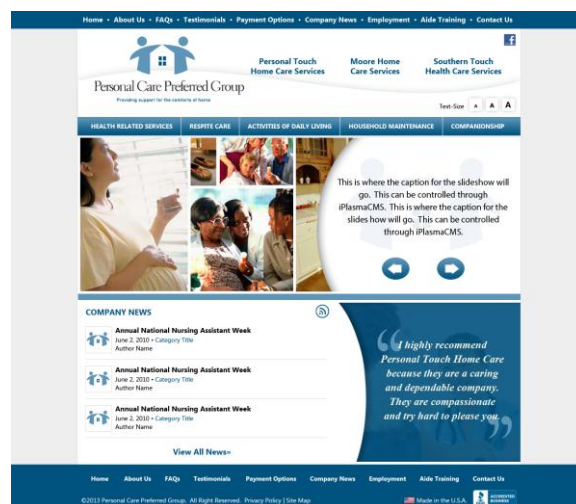 Home • About Us • FAQs • Testimonials • Payment Options • Company News • Employment • Aide Training • Contact Us
f
Personal Care Preferred Group
Providing support for the comforts of home
Personal Touch
Home Care Services
Moore Home
Care Services
Southern Touch
Health Care Services
Text-Size A A A
HEALTH RELATED SERVICES RESPITE CARE ACTIVITIES OF DAILY LIVING HOUSEHOLD MAINTENANCE COMPANIONSHIP
This is where the caption for the slideshow will
go. This can be controlled through
iPlasmaCMS. This is where the caption for the
slides how will go. This can be controlled
through iPlasmaCMS.
COMPANY NEWS
Annual National Nursing Assistant Week
June 2, 2010 • Category Title
Author Name
Annual National Nursing Assistant Week
June 2, 2010 • Category Title
Author Name
Annual National Nursing Assistant Week
June 2, 2010 • Category Title
Author Name
View All News»
“I highly recommend
Personal Touch Home Care
because they are a caring
and dependable company.
They are compassionate
and try hard to please you.”
Home About Us FAQs Testimonials Payment Options Company News Employment Aide Training Contact Us
©2013 Personal Care Preferred Group. All Right Reserved. Privacy Policy | Site Map
Made in the U.S.A.
ACCREDITED
BUSINESS